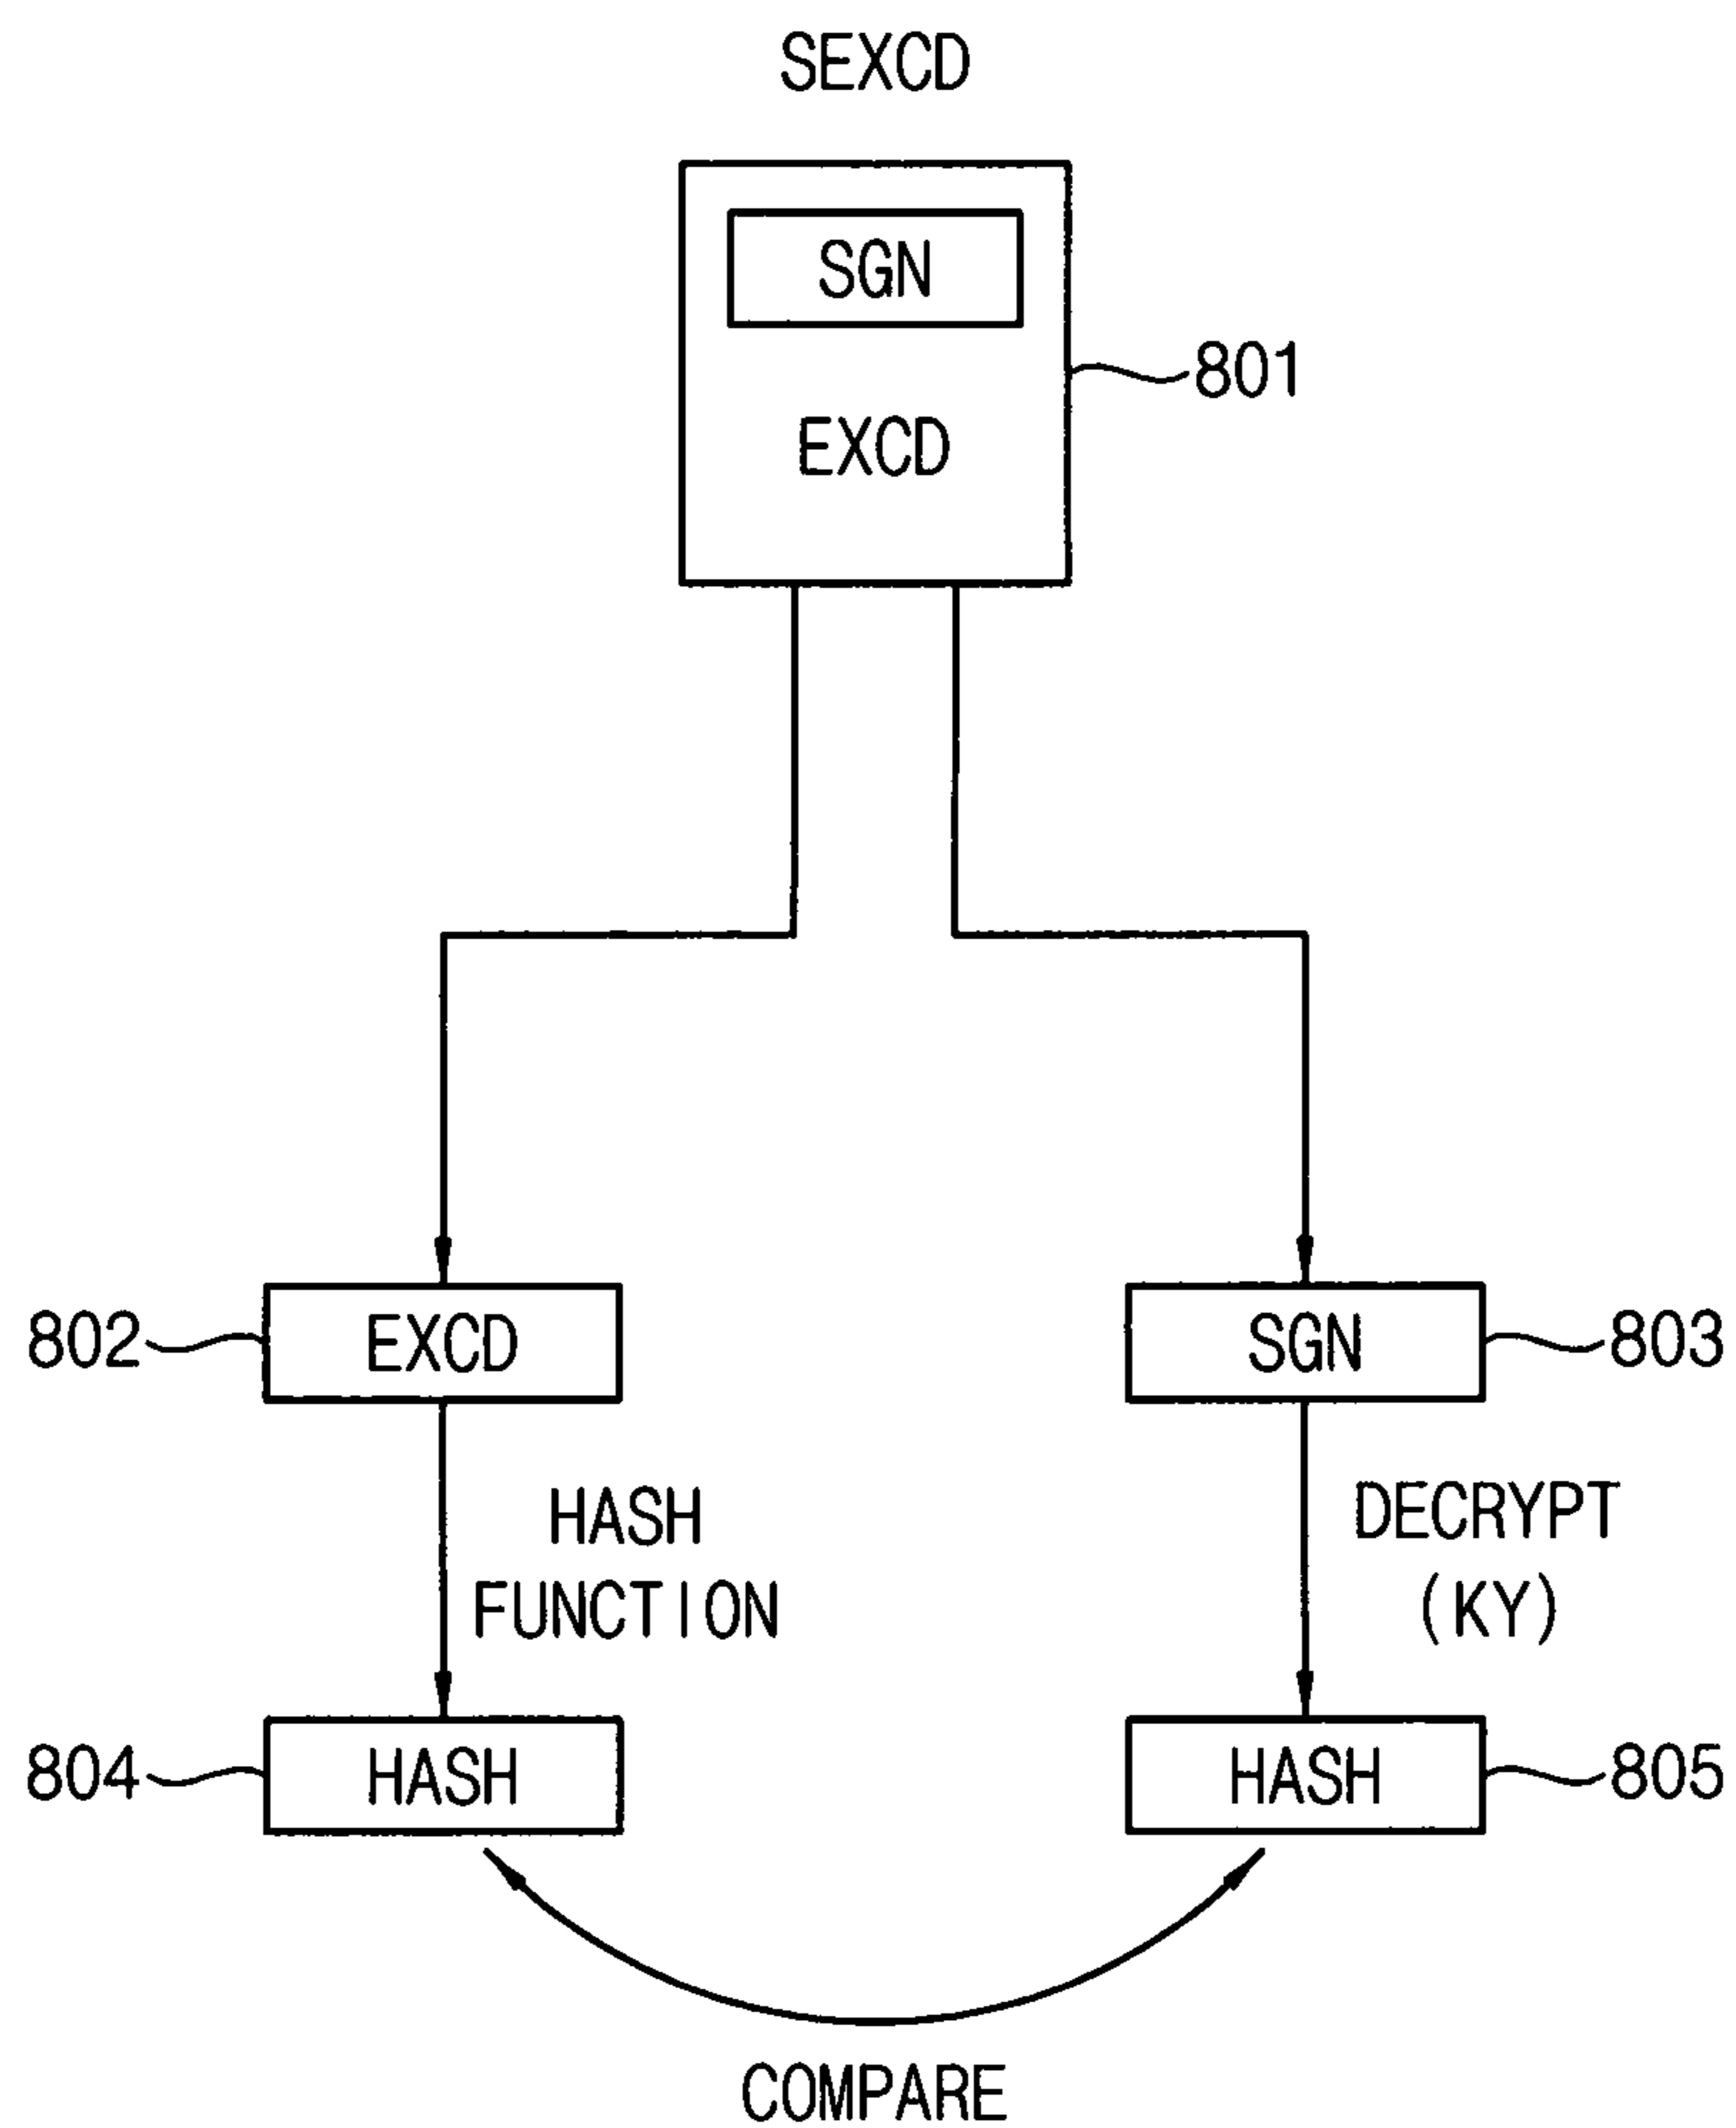 SEXCD
SGN
801
EXCD
802
EXCD
SGN
803
HASH
FUNCTION
DECRYPT
(KY)
804
HASH
HASH
805
COMPARE